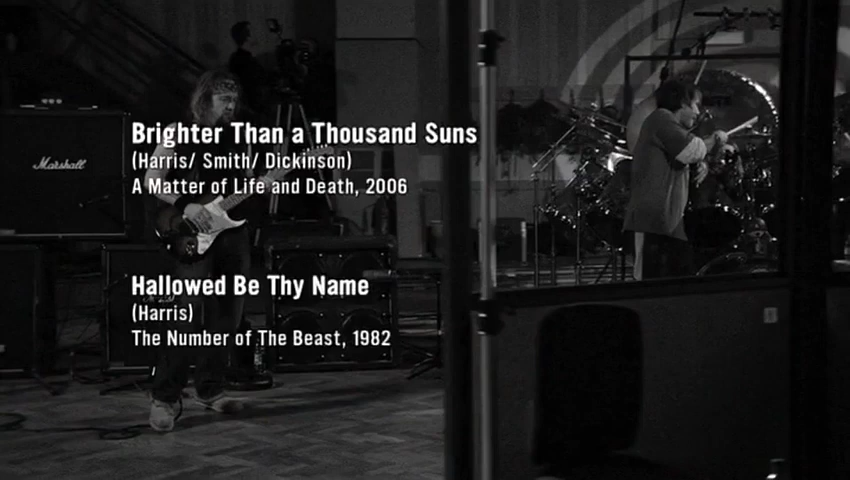 Marshall
Brighter Than a Thousand Suns
(Harris/ Smith/ Dickinson)
A Matter of Life and Death, 2006
Hallowed Be Thy Name
(Harris)
The Number of The Beast, 1982